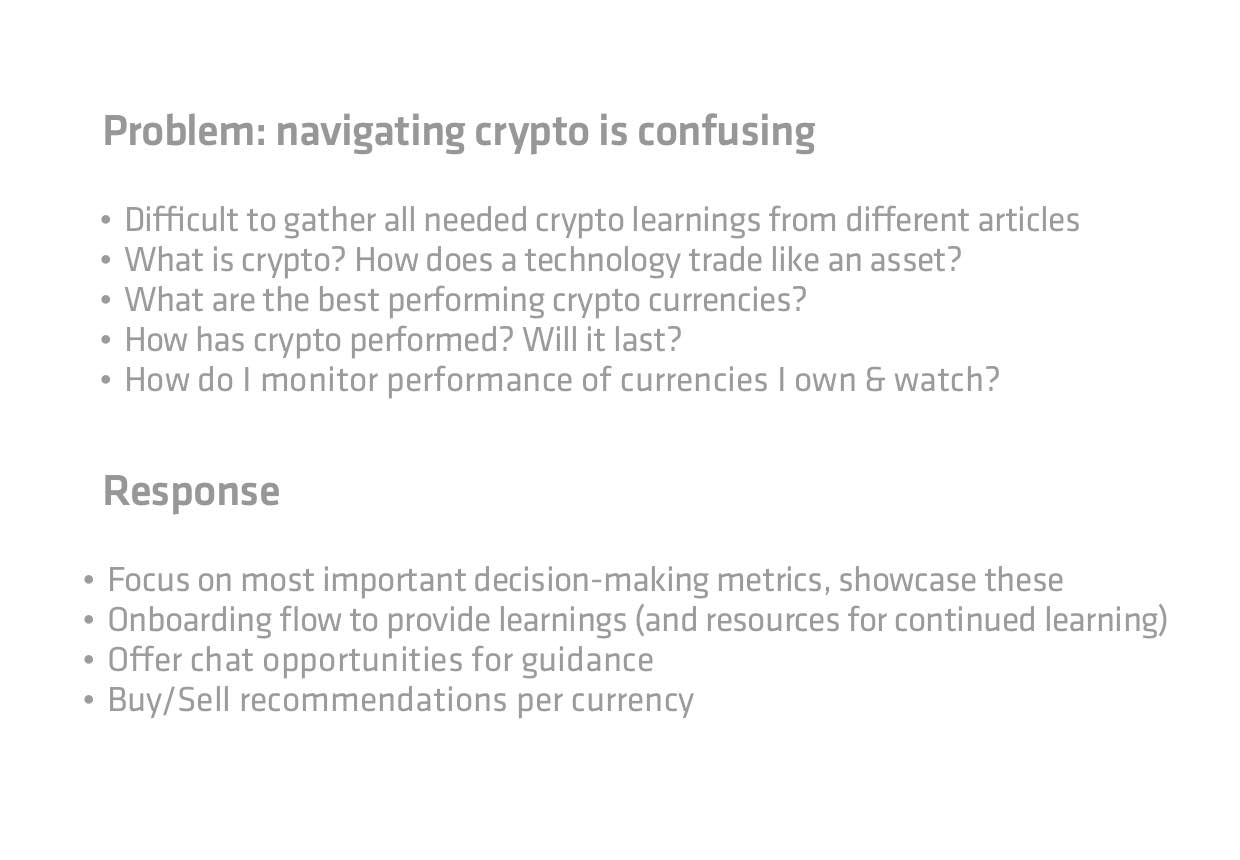 Problem: navigating crypto is confusing
• Difficult to gather all needed crypto learnings from different articles
• What is crypto? How does a technology trade like an asset?
• What are the best performing crypto currencies?
• How has crypto performed? Will it last?
• How do I monitor performance of currencies I own & watch?
Response
• Focus on most important decision-making metrics, showcase these
• Onboarding flow to provide learnings (and resources for continued learning)
• Offer chat opportunities for guidance
• Buy/Sell recommendations per currency